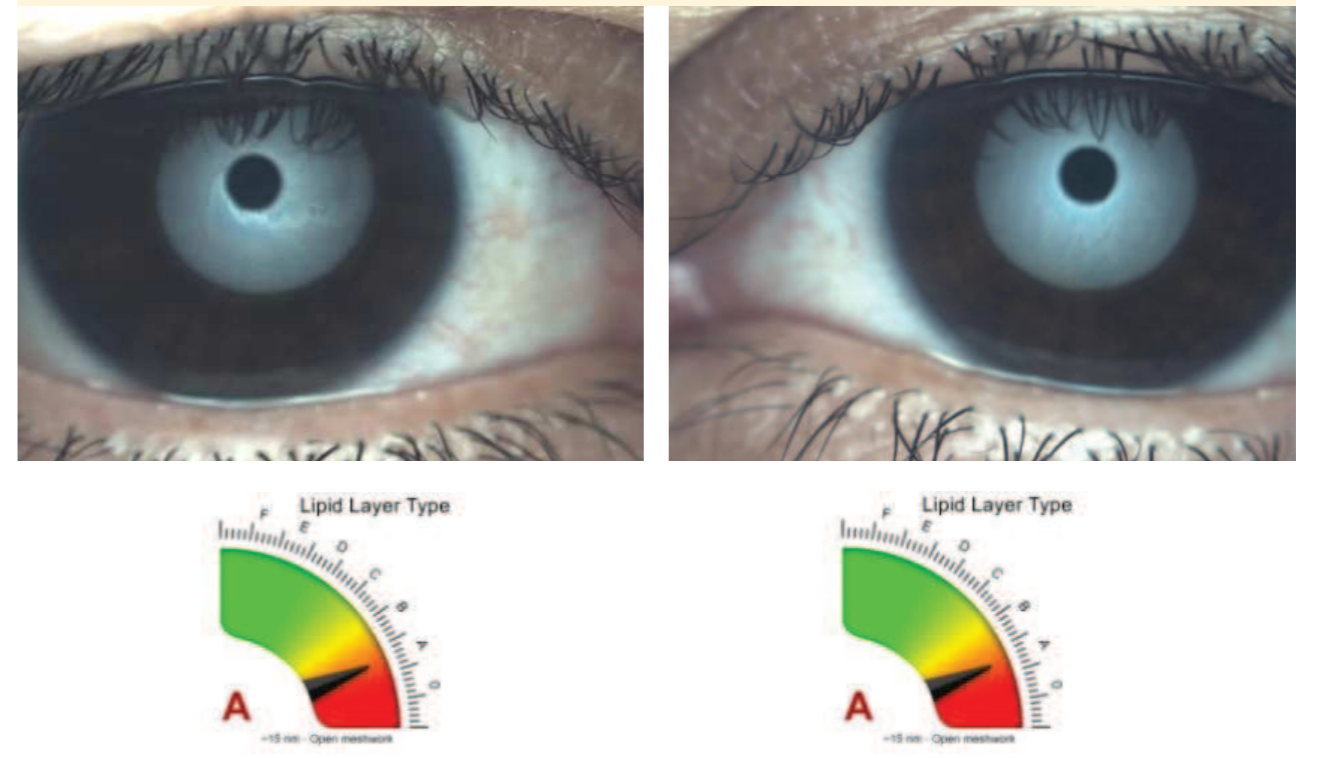 Lipid Layer Type
F
E
D
C
B
A
0
A
~15 nm - Open meshwork
Lipid Layer Type
F
E
D
C
B
A
0
A
~15 nm - Open meshwork